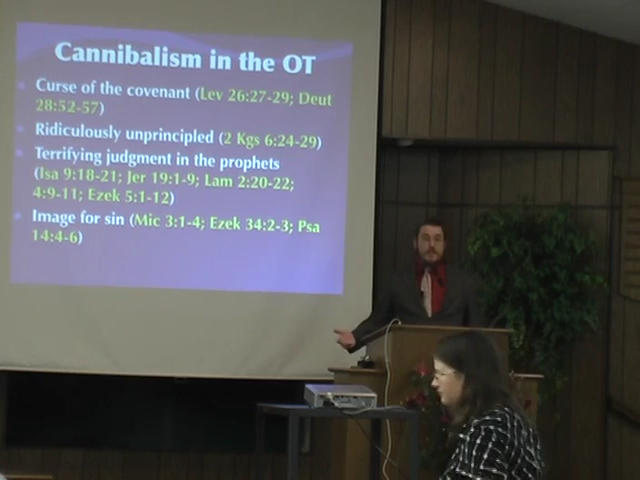 Cannibalism in the OT
Curse of the covenant (Lev 26:27-29; Deut
28:52-57)
Ridiculously unprincipled (2 Kgs 6:24-29)
Terrifying judgment in the prophets
(Isa 9:18-21; Jer 19:1-9; Lam 2:20-22;
4:9-11; Ezek 5:1-12)
Image for sin (Mic 3:1-4; Ezek 34:2-3; Psa
14:4-6)